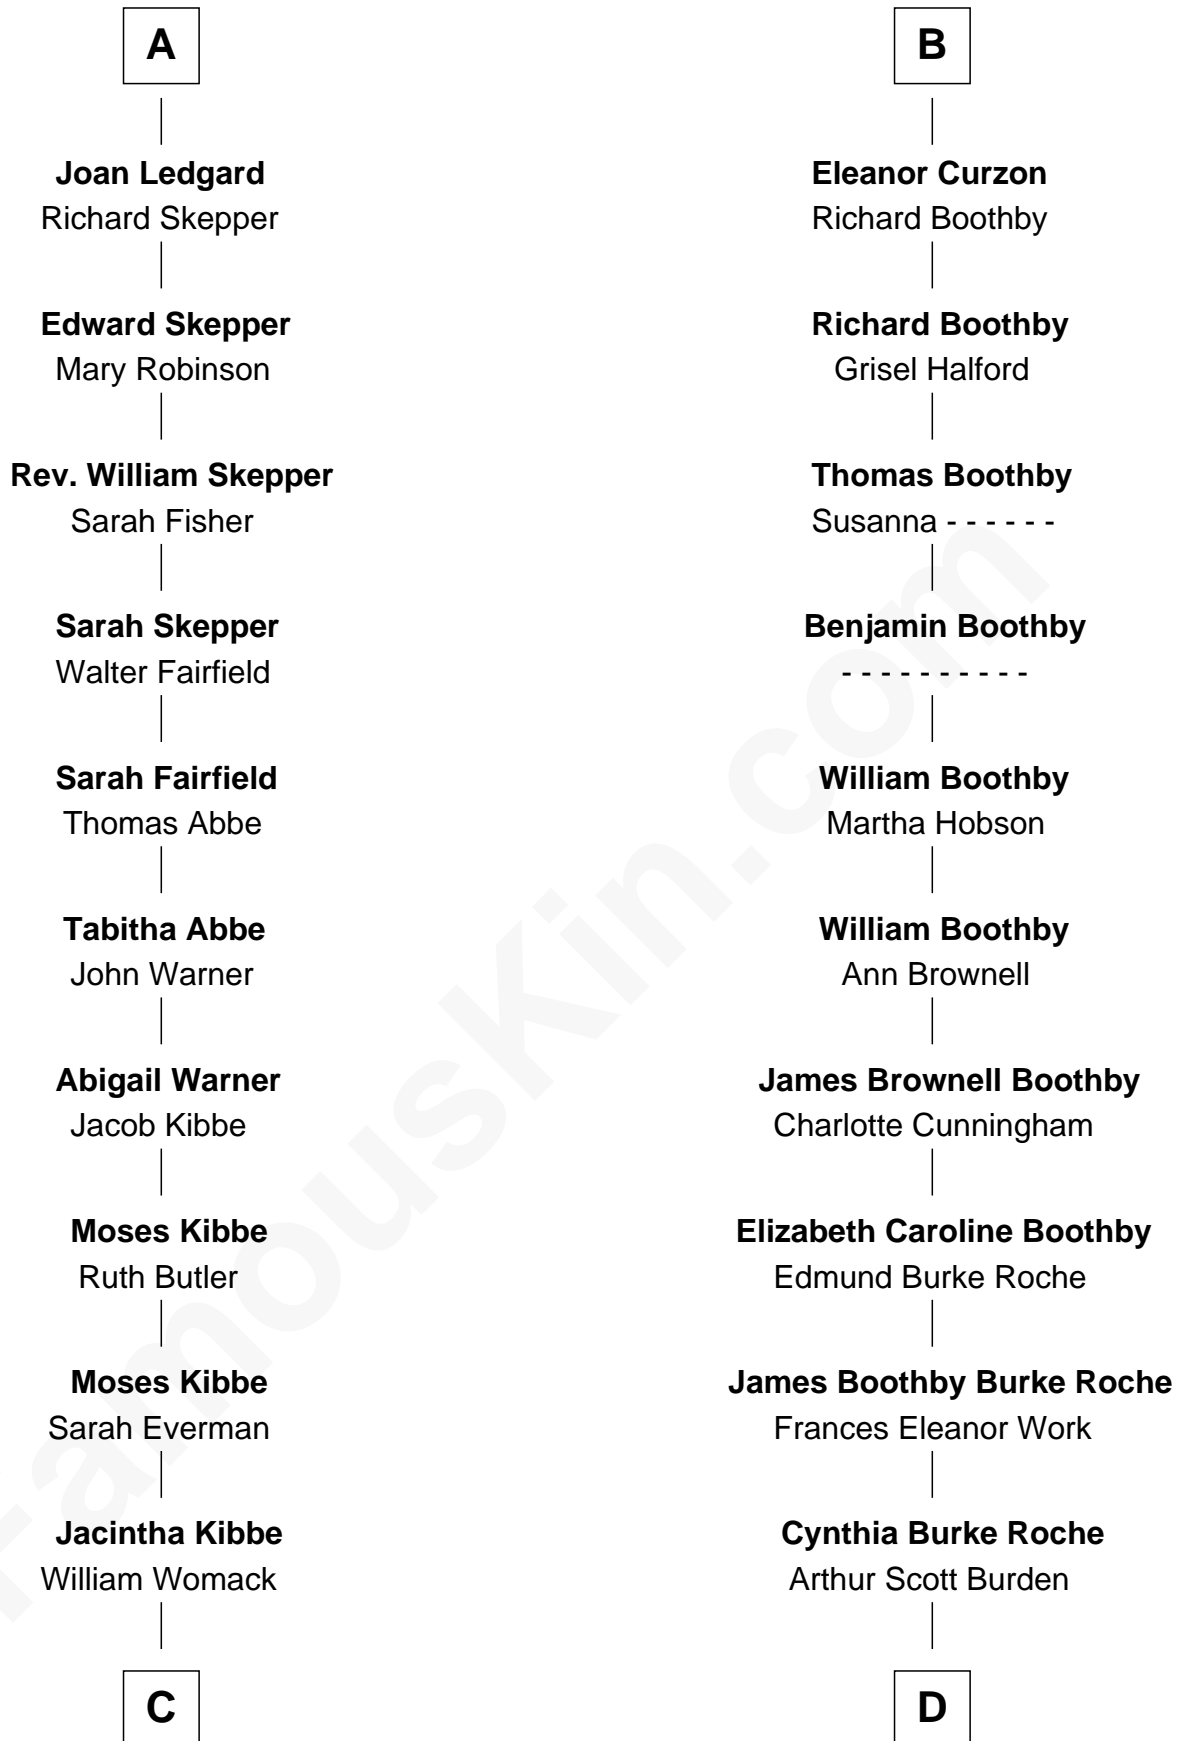 A
Joan Ledgard
Richard Skepper
Edward Skepper
Mary Robinson
Rev. William Skepper
Sarah Fisher
Sarah Skepper
Walter Fairfield
Sarah Fairfield
Thomas Abbe
Tabitha Abbe
John Warner
Abigail Warner
Jacob Kibbe
Moses Kibbe
Ruth Butler
Moses Kibbe
Sarah Everman
Jacintha Kibbe
William Womack
C
B
Eleanor Curzon
Richard Boothby
Richard Boothby
Grisel Halford
Thomas Boothby
Susanna - - - - - -
Benjamin Boothby
- - - - - - - - - -
William Boothby
Martha Hobson
William Boothby
Ann Brownell
James Brownell Boothby
Charlotte Cunningham
Elizabeth Caroline Boothby
Edmund Burke Roche
James Boothby Burke Roche
Frances Eleanor Work
Cynthia Burke Roche
Arthur Scott Burden
D
FamousKin.com